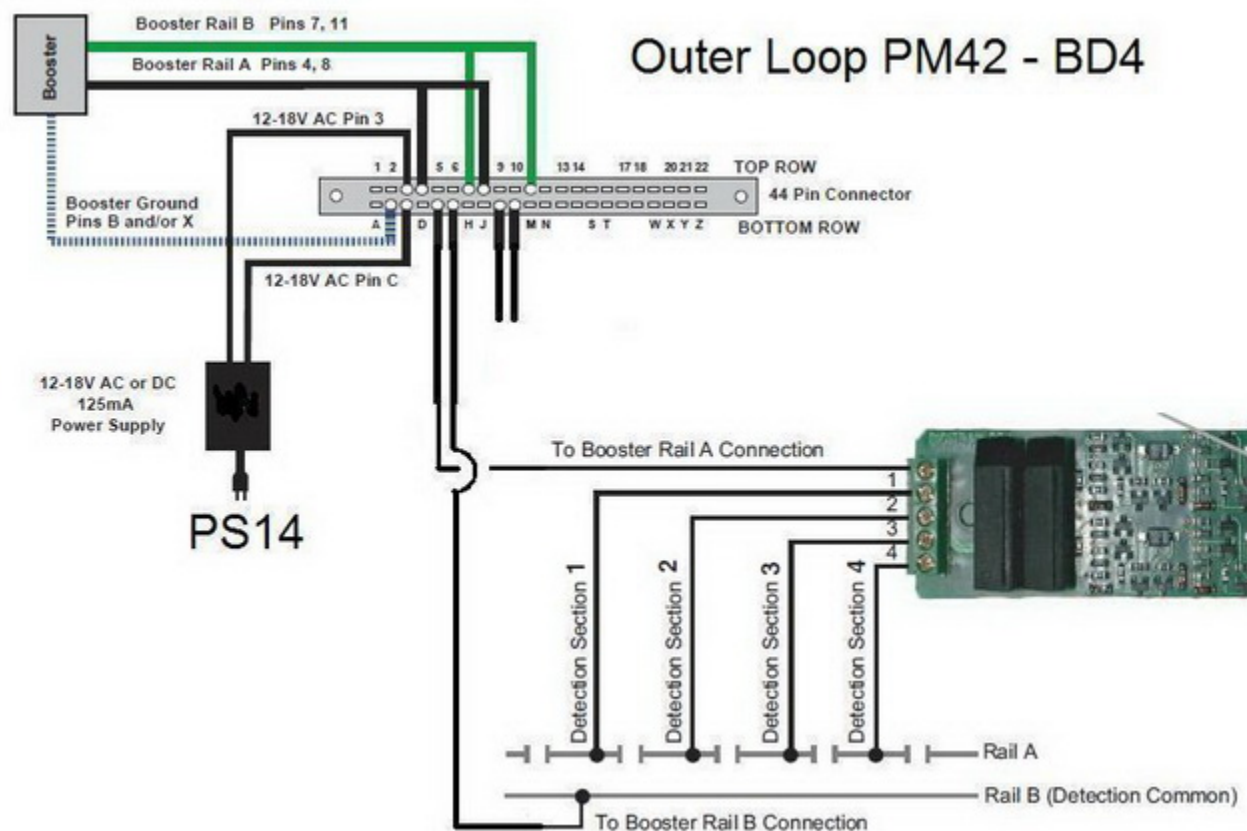 Outer Loop PM42 - BD4
Booster Rail B Pins 7, 11
Booster
Booster Rail A Pins 4, 8
12-18V AC Pin 3
1 2 5 6 9 10 13 14 17 18 20 21 22 TOP ROW
44 Pin Connector
Booster Ground
Pins B and/or X
A D H J M N S T W X Y Z BOTTOM ROW
12-18V AC Pin C
12-18V AC or DC
125mA
Power Supply
PS14
To Booster Rail A Connection
1
2
3
4
Detection Section 1
Detection Section 2
Detection Section 3
Detection Section 4
Rail A
Rail B (Detection Common)
To Booster Rail B Connection